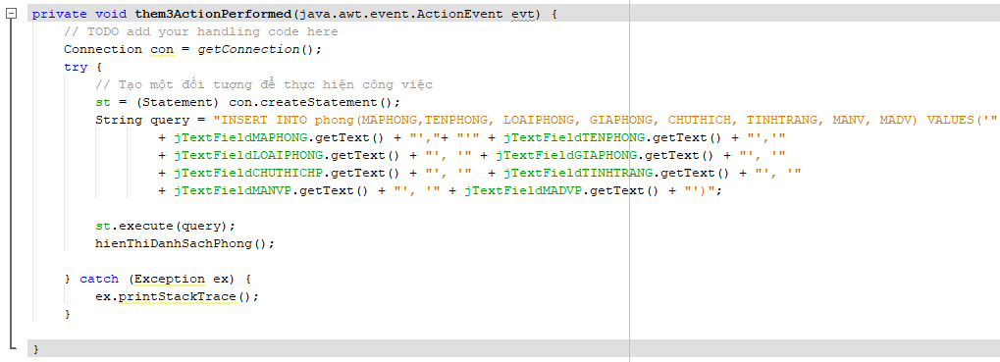 private void them3ActionPerformed(java.awt.event.ActionEvent evt) {
// TODO add your handling code here
Connection con = getConnection();
try {
// Tạo một đối tượng để thực hiện công việc
st = (Statement) con.createStatement();
String query = "INSERT INTO phong(MAPHONG,TENPHONG, LOAIPHONG, GIAPHONG, CHUTHICH, TINHTRANG, MANV, MADV) VALUES('"
+ jTextFieldMAPHONG.getText() + "',"+ "'" + jTextFieldTENPHONG.getText() + "','"
+ jTextFieldLOAIPHONG.getText() + "', '" + jTextFieldGIAPHONG.getText() + "', '"
+ jTextFieldCHUTHICHP.getText() + "', '"  + jTextFieldTINHTRANG.getText() + "', '"
+ jTextFieldMANVP.getText() + "', '" + jTextFieldMADVP.getText() + "')";
st.execute(query);
hienThiDanhSachPhong();
} catch (Exception ex) {
ex.printStackTrace();
}
}